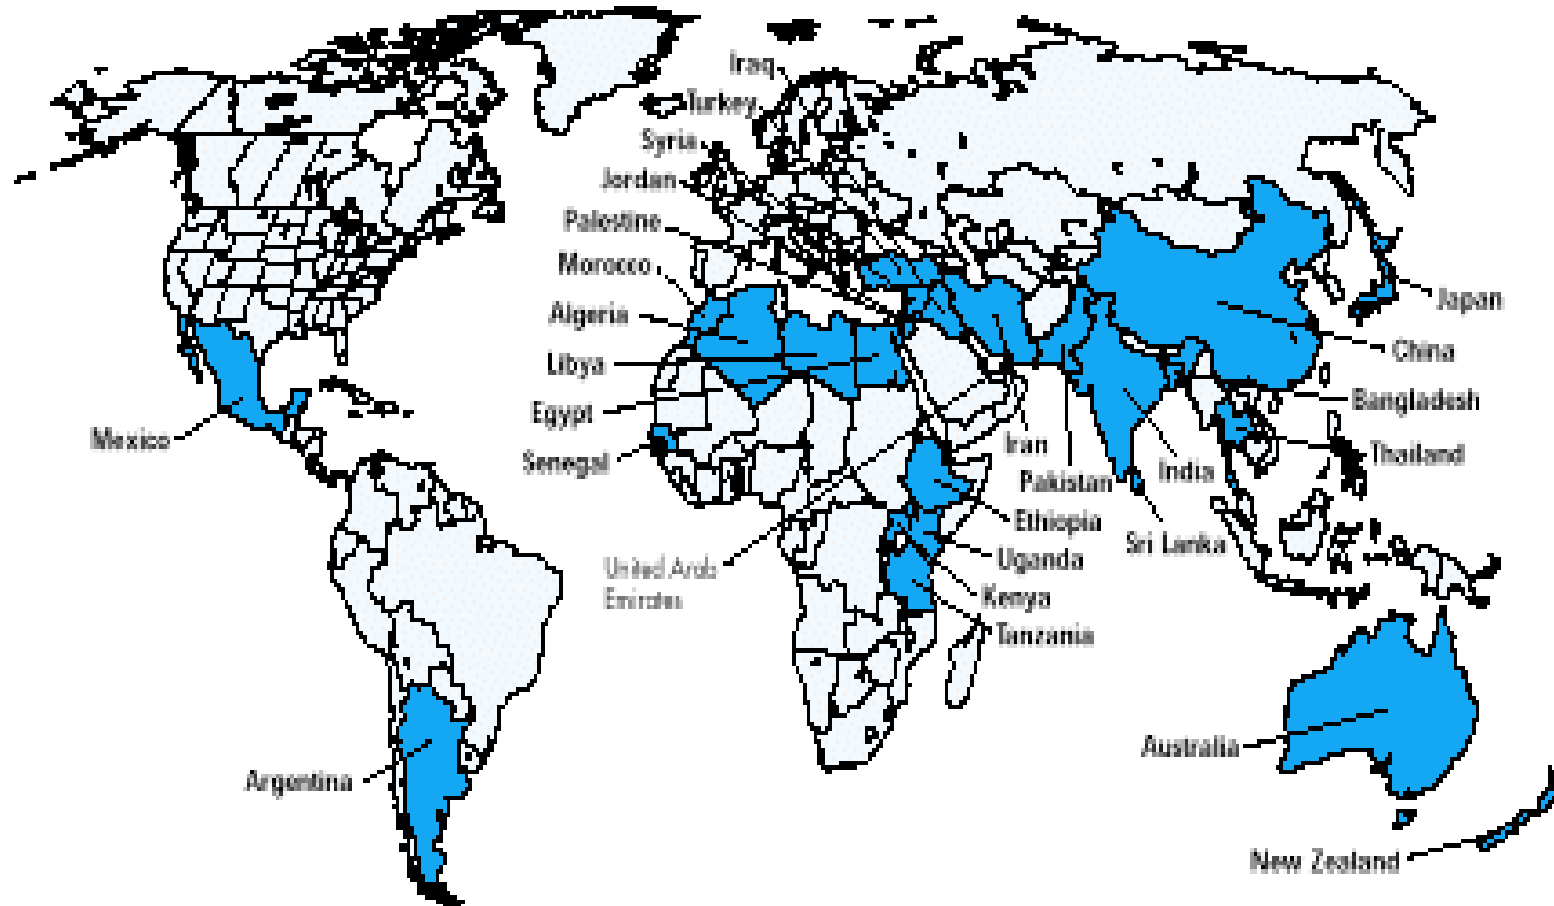 Iraq
Turkey
Syria
Jordan
Palestine
Morocco
Algeria
Libya
Egypt
Senegal
United Arab
Emirates
Mexico
Argentina
Japan
China
Bangladesh
Thailand
Iran
Pakistan
India
Sri Lanka
Ethiopia
Uganda
Kenya
Tanzania
Australia
New Zealand